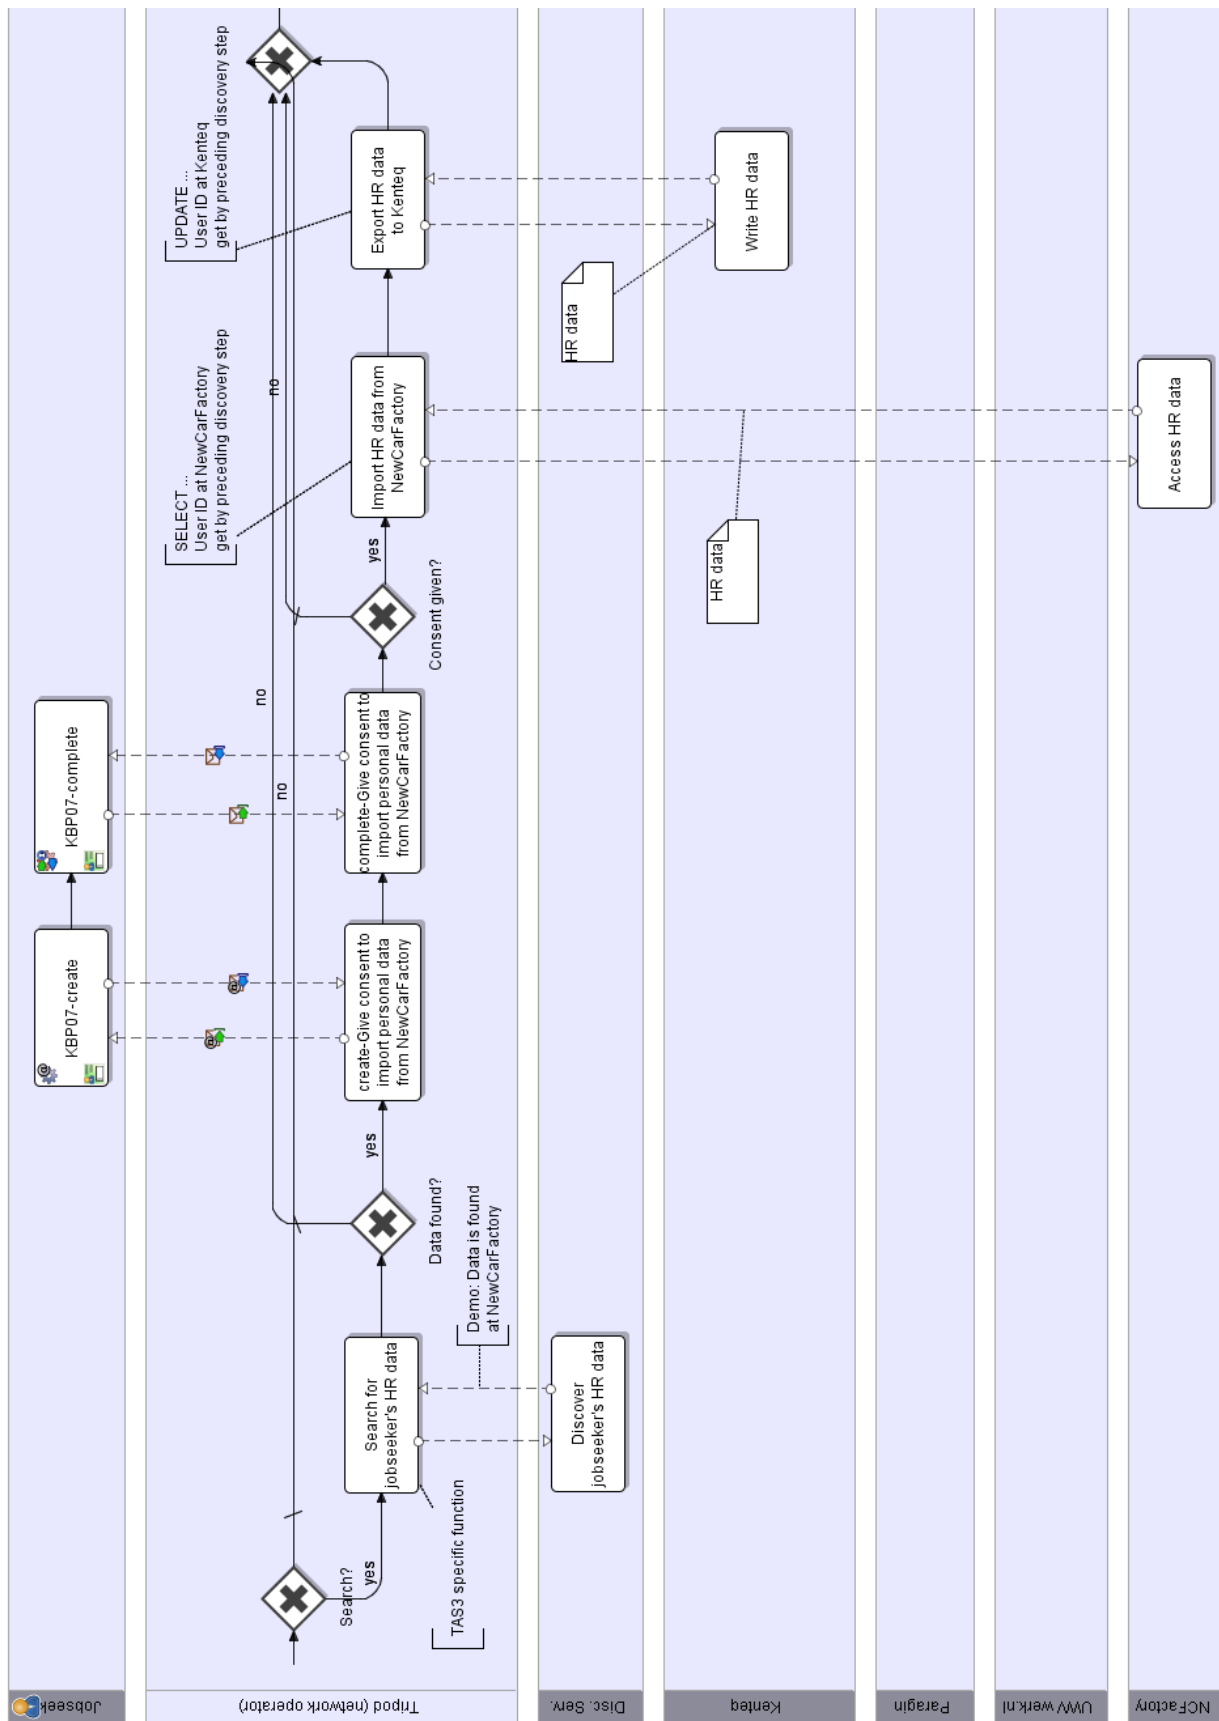 Jobseek
KBP07-create
KBP07-complete
Tripod (network operator)
Search?
yes
no
TAS3 specific function
Search for
jobseeker's HR data
Demo: Data is found
at NewCarFactory
Data found?
yes
no
create-Give consent to
import personal data
from NewCarFactory
complete-Give consent to
import personal data
from NewCarFactory
Consent given?
yes
no
SELECT ...
User ID at NewCarFactory
get by preceding discovery step
Import HR data from
NewCarFactory
UPDATE ...
User ID at Kenteq
get by preceding discovery step
Export HR data
to Kenteq
Disc. Serv.
Discover
jobseeker's HR data
HR data
Kenteq
HR data
Write HR data
Paragin
UWV werk.nl
NCFactory
Access HR data